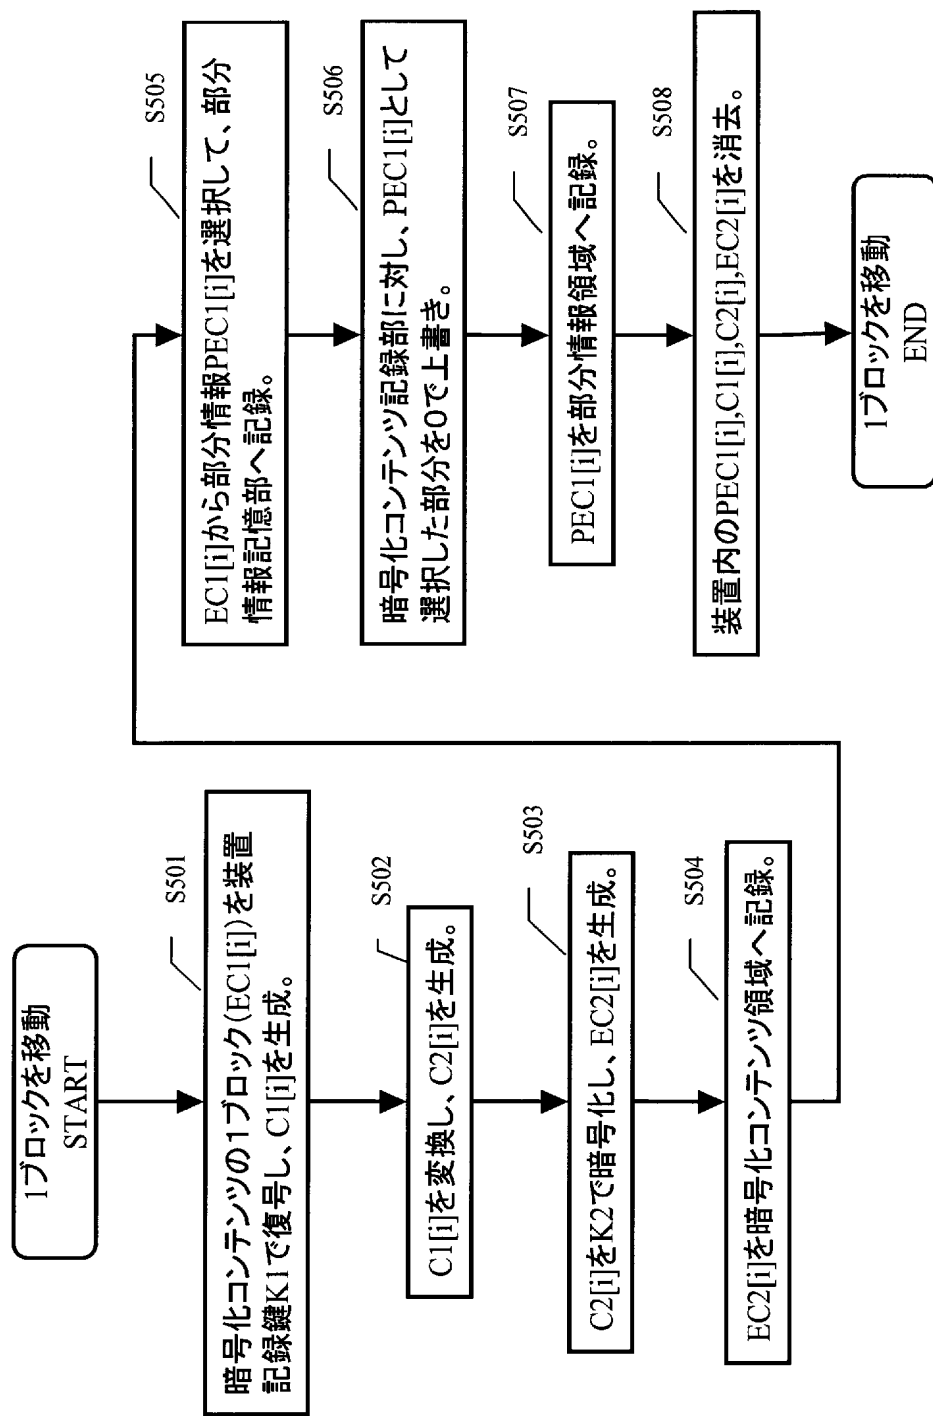 1ブロックを移動
START
S501
暗号化コンテンツの1ブロック(EC1[i])を装置
記録鍵K1で復号し、C1[i]を生成。
S502
C1[i]を変換し、C2[i]を生成。
S503
C2[i]をK2で暗号化し、EC2[i]を生成。
S504
EC2[i]を暗号化コンテンツ領域へ記録。
S505
EC1[i]から部分情報PEC1[i]を選択して、部分
情報記憶部へ記録。
S506
暗号化コンテンツ記録部に対し、PEC1[i]として
選択した部分を0で上書き。
S507
PEC1[i]を部分情報領域へ記録。
S508
装置内のPEC1[i],C1[i],C2[i],EC2[i]を消去。
1ブロックを移動
END